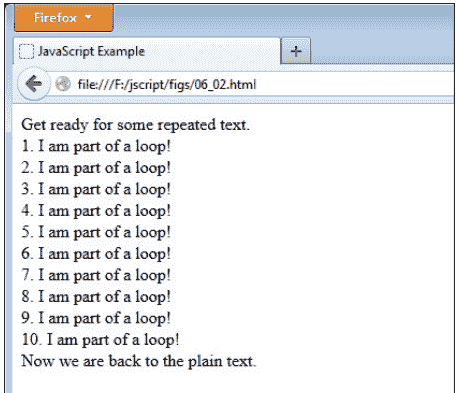 Firefox
JavaScript Example
+
file:///F:/jscript/figs/06_02.html
Get ready for some repeated text.
1. I am part of a loop!
2. I am part of a loop!
3. I am part of a loop!
4. I am part of a loop!
5. I am part of a loop!
6. I am part of a loop!
7. I am part of a loop!
8. I am part of a loop!
9. I am part of a loop!
10. I am part of a loop!
Now we are back to the plain text.